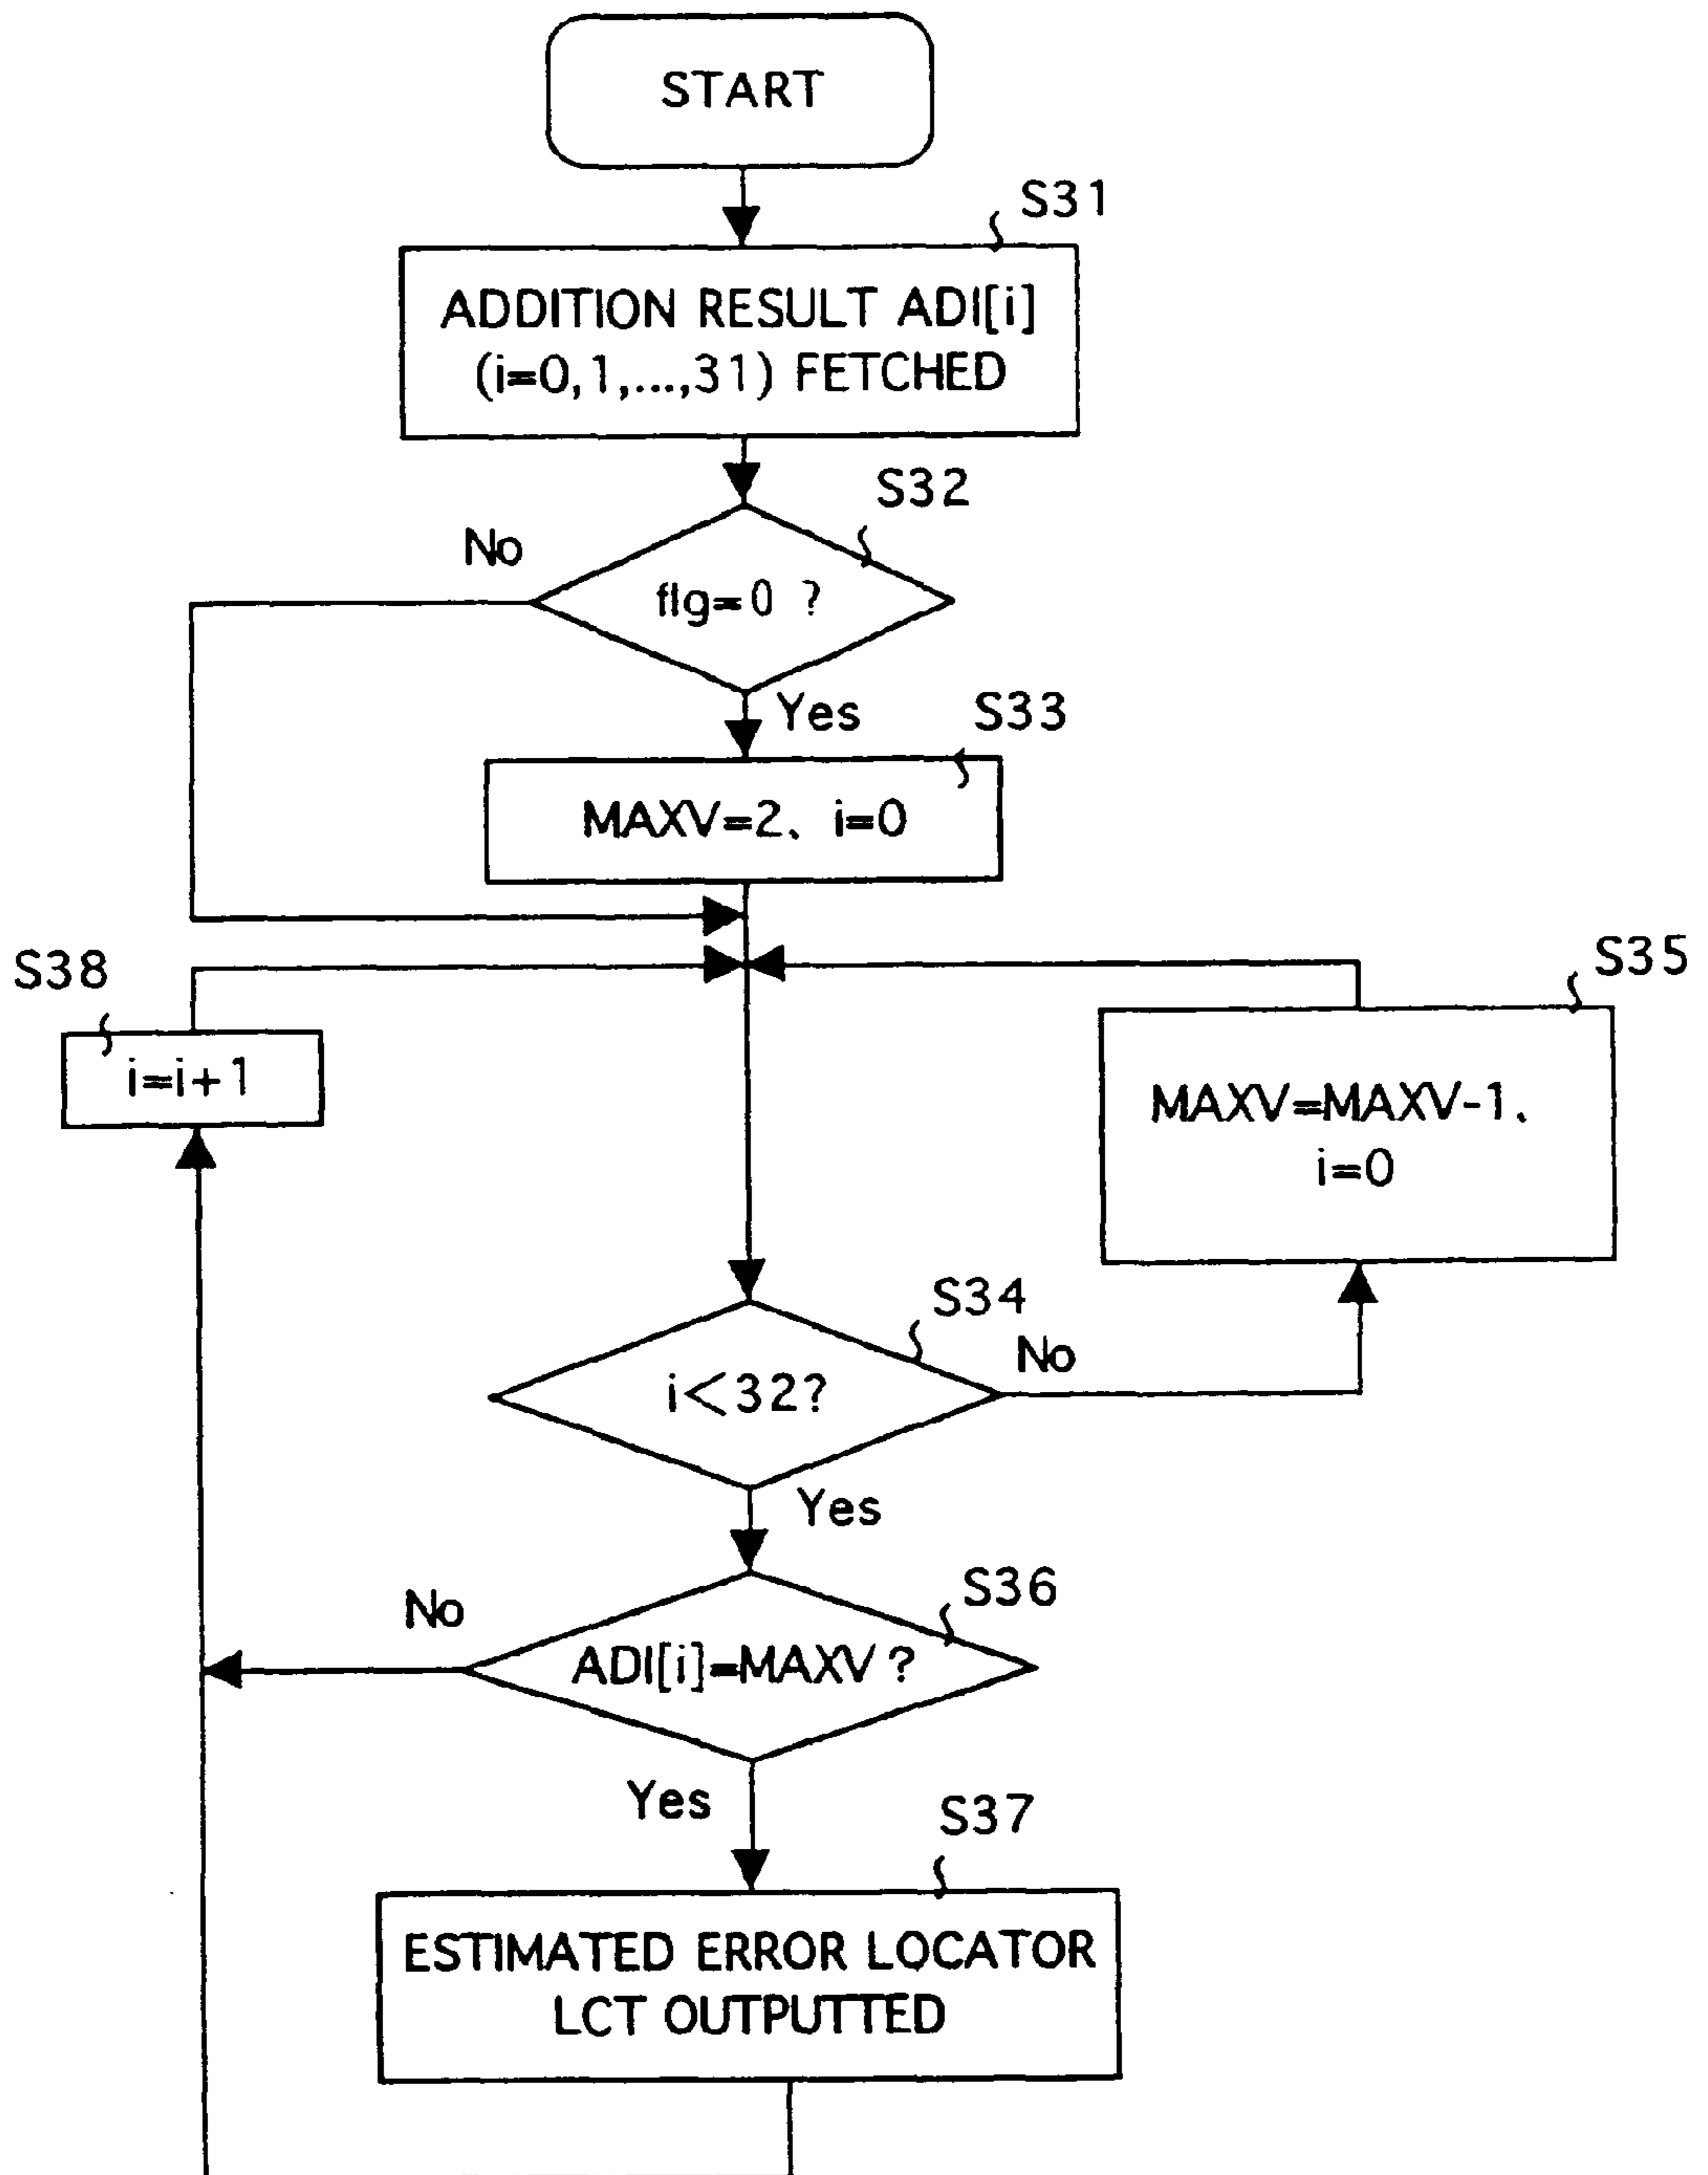 START
S31
ADDITION RESULT ADI[i]
(i=0,1,...,31) FETCHED
S32
No
flg=0 ?
Yes
S33
MAXV=2、i=0
S38
S35
i=i+1
MAXV=MAXV-1、
i=0
S34
No
i<32?
Yes
S36
No
ADI[i]=MAXV?
Yes
S37
ESTIMATED ERROR LOCATOR
LCT OUTPUTTED